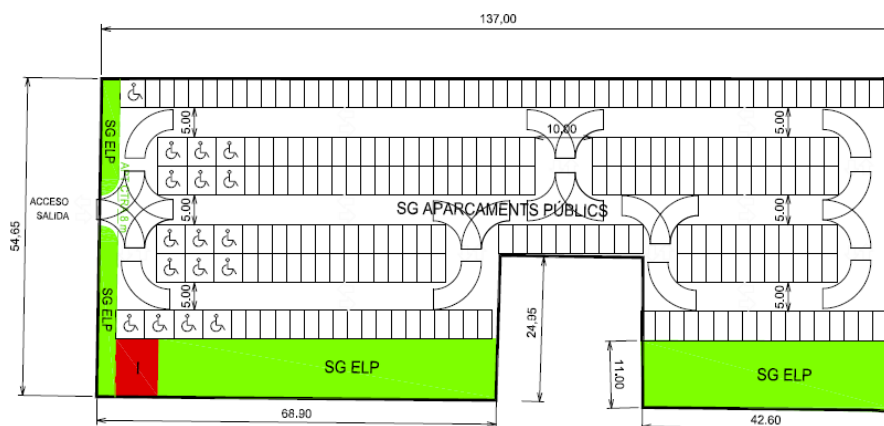 137,00
SG ELP
5.00
10,00
5.00
54,65
ACCESO
SALIDA
5.00
SG APARCAMENTS PÚBLICS
5.00
5.00
5.00
24,95
SG ELP
I
SG ELP
11.00
SG ELP
68.90
42.60